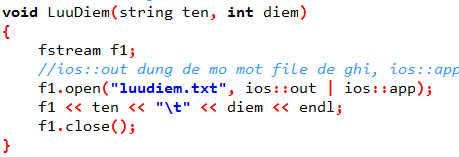 void LuuDiem(string ten, int diem)
{
fstream f1;
//ios::out dung de mo mot file de ghi, ios::app
f1.open("luudiem.txt", ios::out | ios::app);
f1 << ten << "\t" << diem << endl;
f1.close();
}